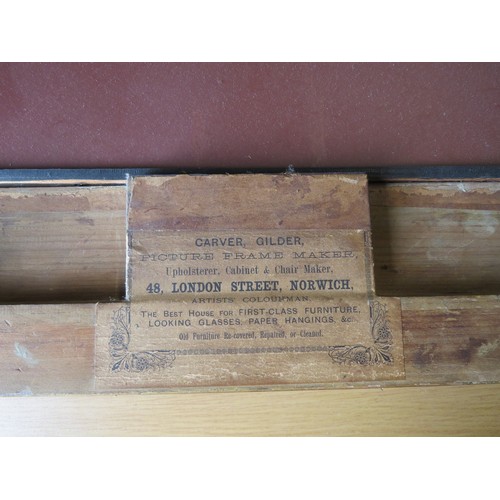 CARVER, GILDER,
PICTURE FRAME MAKER,
Upholsterer, Cabinet & Chair Maker,
48, LONDON STREET, NORWICH,
ARTISTS COLOURMAN
THE BEST HOUSE FOR FIRST-CLASS FURNITURE,
LOOKING GLASSES, PAPER HANGINGS, &c.
Old Furniture Re-covered, Repaired, or Cleaned.